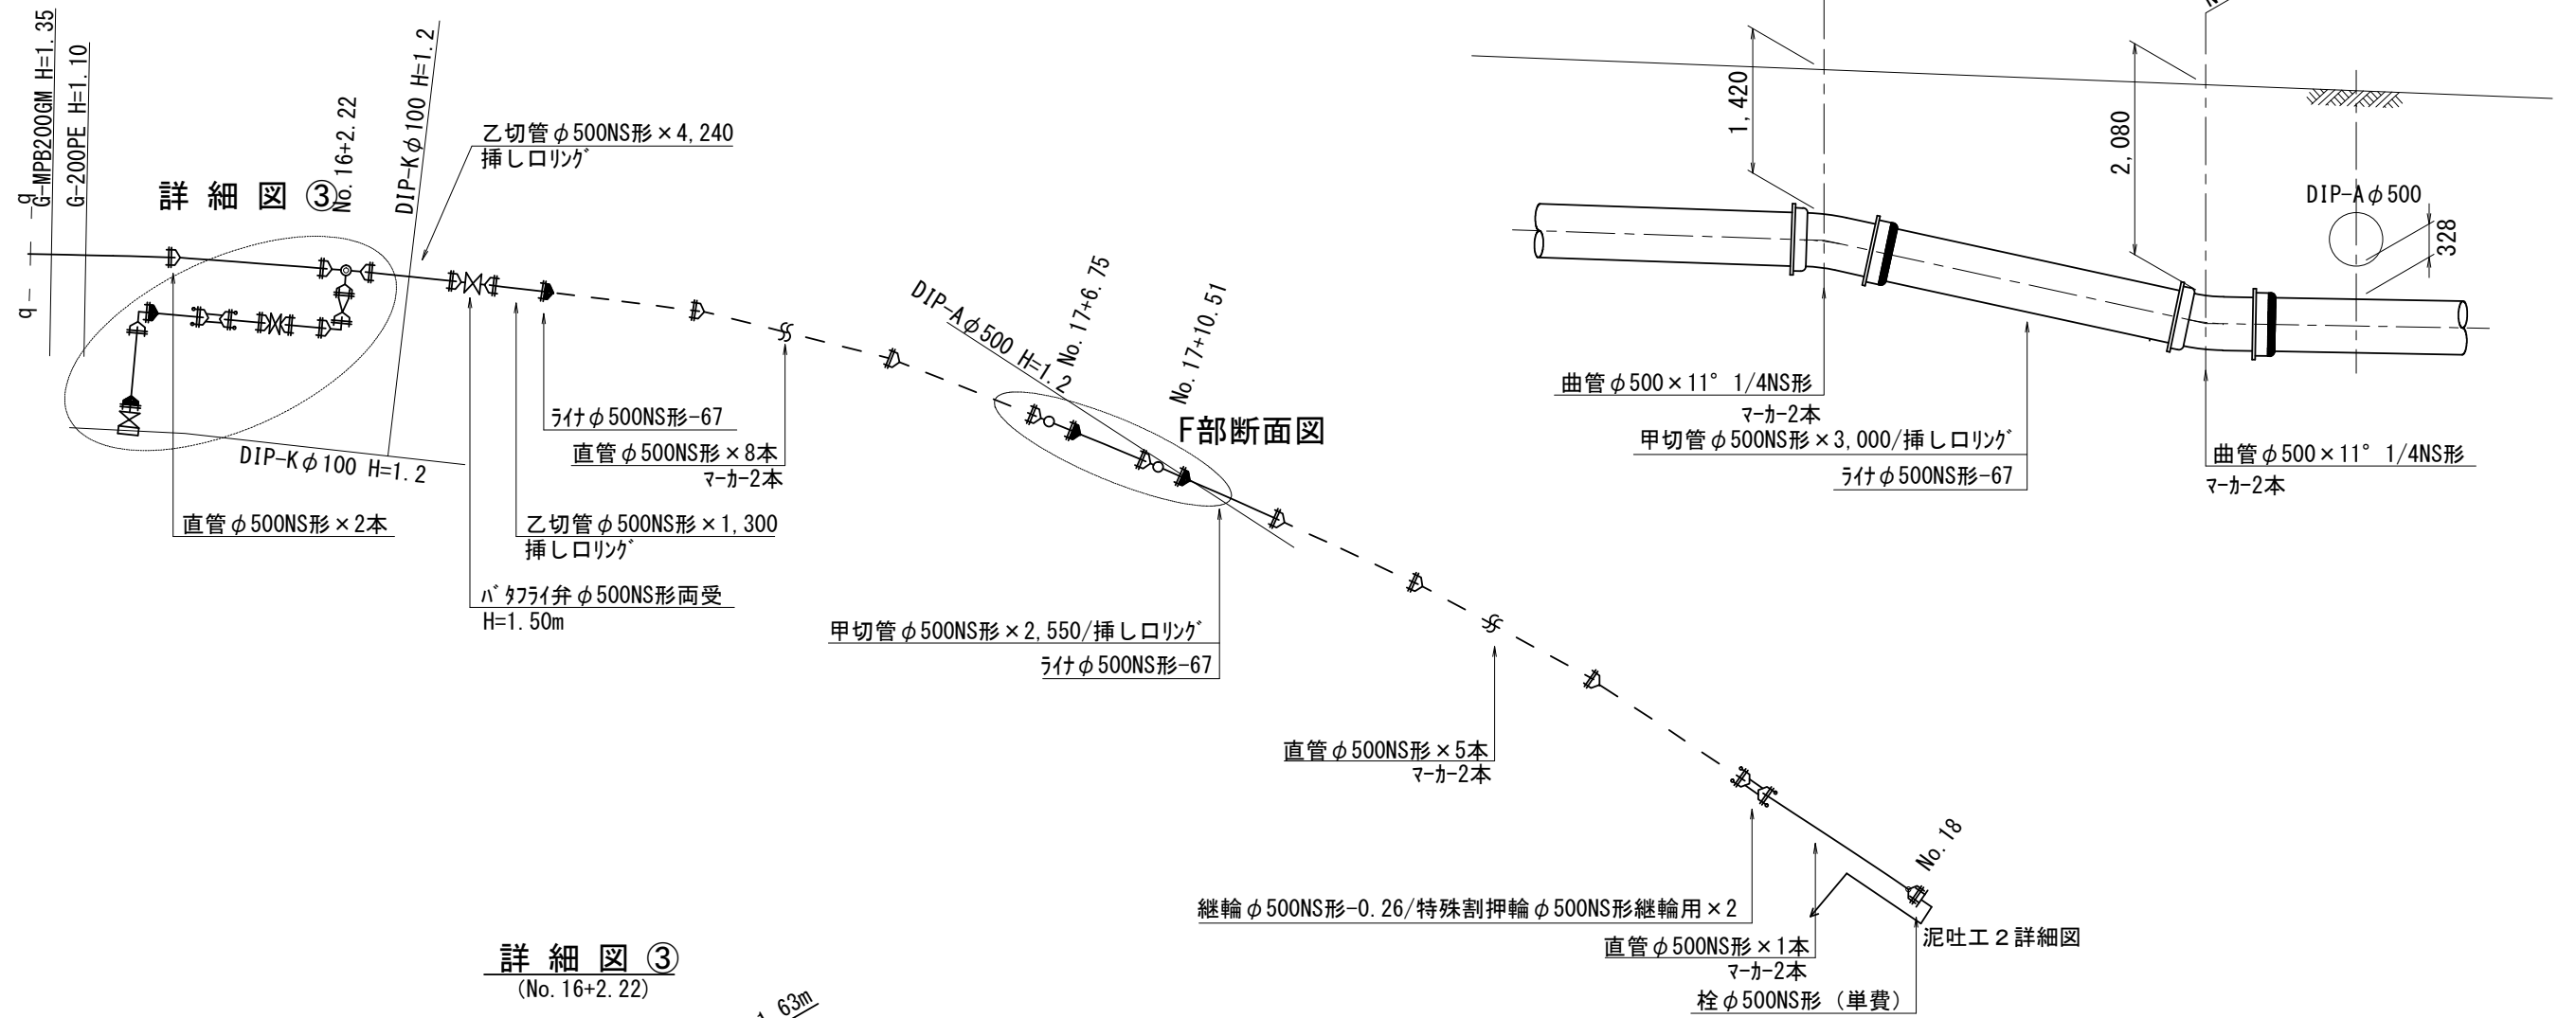 G-MPB200GM H=1.35
G-200PE H=1.10
q
q
詳 細 図 ③
No.16+2.22
DIP-Kφ100 H=1.2
乙切管φ500NS形×4,240
挿し口リング
DIP-Kφ100 H=1.2
直管φ500NS形×2本
ライナφ500NS形-67
直管φ500NS形×8本
マーカー2本
乙切管φ500NS形×1,300
挿し口リング
バタフライ弁φ500NS形両受
H=1.50m
DIP-Aφ500 H=1.2
No.17+6.75
No.17+10.51
F部断面図
甲切管φ500NS形×2,550/挿し口リング
ライナφ500NS形-67
直管φ500NS形×5本
マーカー2本
継輪φ500NS形-0.26/特殊割押輪φ500NS形継輪用×2
直管φ500NS形×1本
マーカー2本
栓φ500NS形（単費）
No.18
泥吐工２詳細図
1,420
2,080
DIP-Aφ500
328
曲管φ500×11° 1/4NS形
マーカー2本
甲切管φ500NS形×3,000/挿し口リング
ライナφ500NS形-67
曲管φ500×11° 1/4NS形
マーカー2本
詳 細 図 ③
(No.16+2.22)
63m